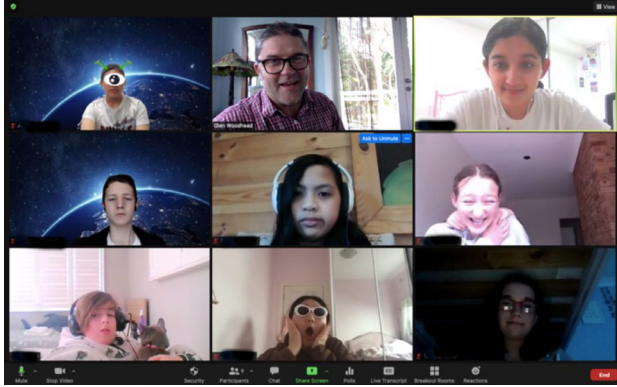 View
Glen Woodhead
Ask to Unmute
Mute
Stop Video
Security
Participants
9
Chat
Share Screen
Polls
Live Transcript
Breakout Rooms
Reactions
End